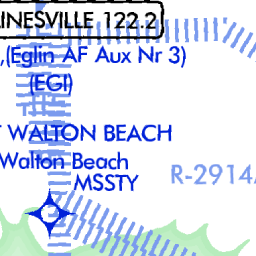 INESVILLE 122.2
(Eglin AF Aux Nr 3)
(EGI)
WALTON BEACH
Walton Beach
MSSTY
R-2914